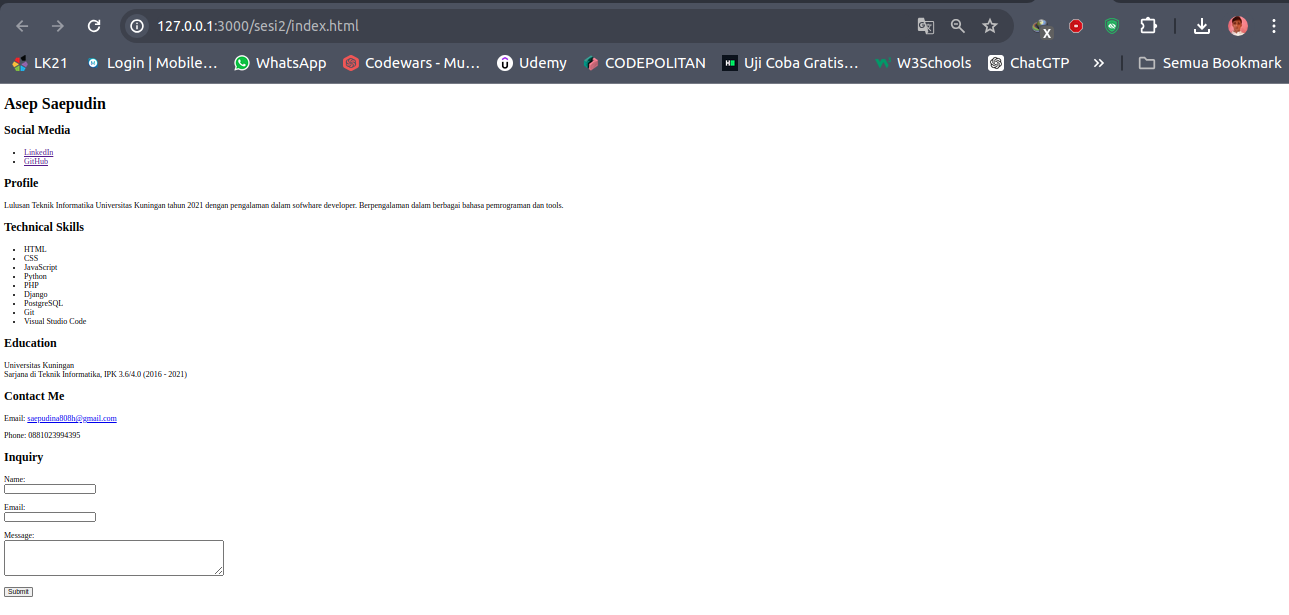 127.0.0.1:3000/sesi2/index.html
LK21 Login | Mobile... WhatsApp Codewars - Mu... Udemy CODEPOLITAN Uji Coba Gratis... W3Schools ChatGTP » Semua Bookmark
Asep Saepudin
Social Media
• LinkedIn
• GitHub
Profile
Lulusan Teknik Informatika Universitas Kuningan tahun 2021 dengan pengalaman dalam sofwhare developer. Berpengalaman dalam berbagai bahasa pemrograman dan tools.
Technical Skills
• HTML
• CSS
• JavaScript
• Python
• PHP
• Django
• PostgreSQL
• Git
• Visual Studio Code
Education
Universitas Kuningan
Sarjana di Teknik Informatika, IPK 3.6/4.0 (2016 - 2021)
Contact Me
Email: saepudina808h@gmail.com
Phone: 0881023994395
Inquiry
Name:
Email:
Message:
Submit